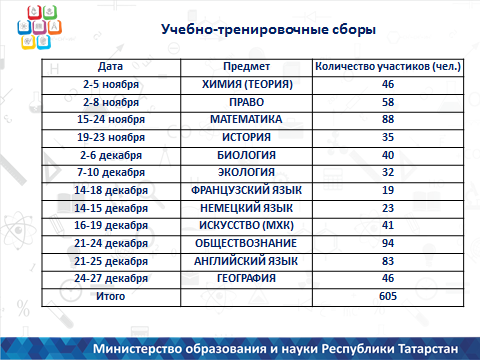 Учебно-тренировочные сборы
Дата Предмет Количество участиков (чел.)
2-5 ноября ХИМИЯ (ТЕОРИЯ) 46
2-8 ноября ПРАВО 58
15-24 ноября МАТЕМАТИКА 88
19-23 ноября ИСТОРИЯ 35
2-6 декабря БИОЛОГИЯ 40
7-10 декабря ЭКОЛОГИЯ 32
14-18 декабря ФРАНЦУЗСКИЙ ЯЗЫК 19
14-15 декабря НЕМЕЦКИЙ ЯЗЫК 23
16-19 декабря ИСКУССТВО (МХК) 41
21-24 декабря ОБЩЕСТВОЗНАНИЕ 94
21-25 декабря АНГЛИЙСКИЙ ЯЗЫК 83
24-27 декабря ГЕОГРАФИЯ 46
Итого 605
Министерство образования и науки Республики Татарстан